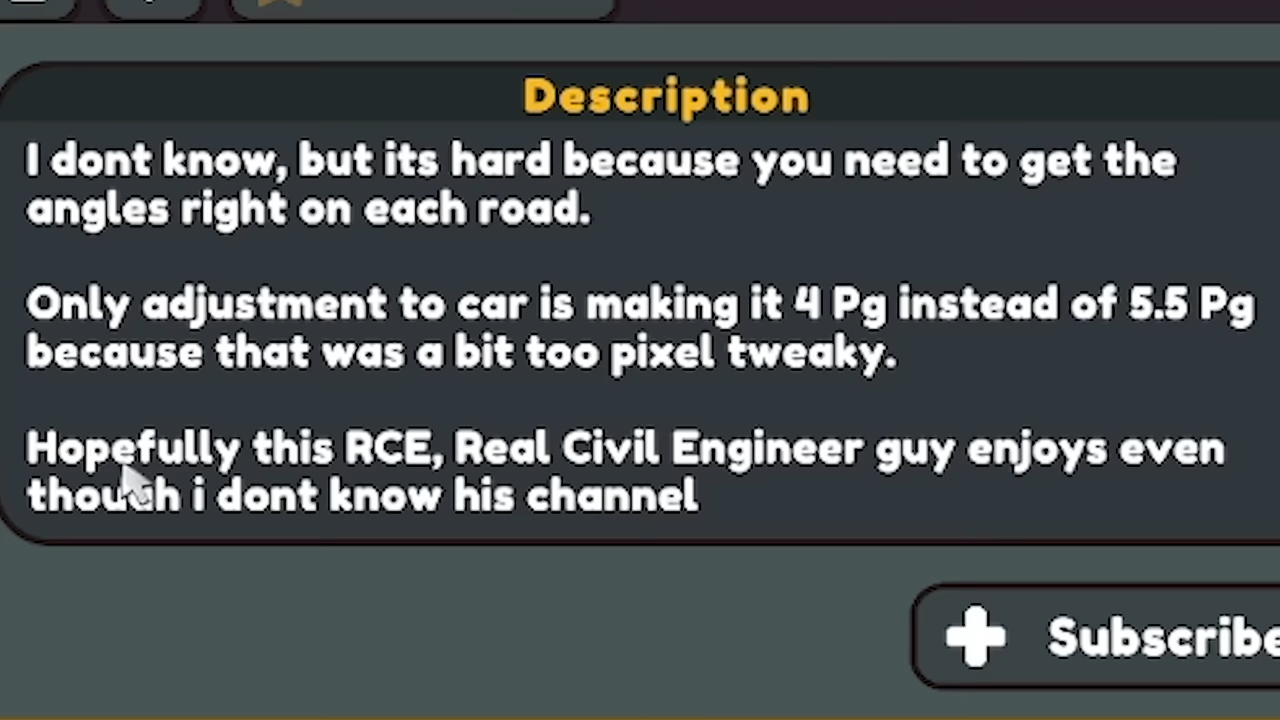 Description
I dont know, but its hard because you need to get the
angles right on each road.
Only adjustment to car is making it 4 Pg instead of 5.5 Pg
because that was a bit too pixel tweaky.
Hopefully this RCE, Real Civil Engineer guy enjoys even
though i dont know his channel
Subscribe